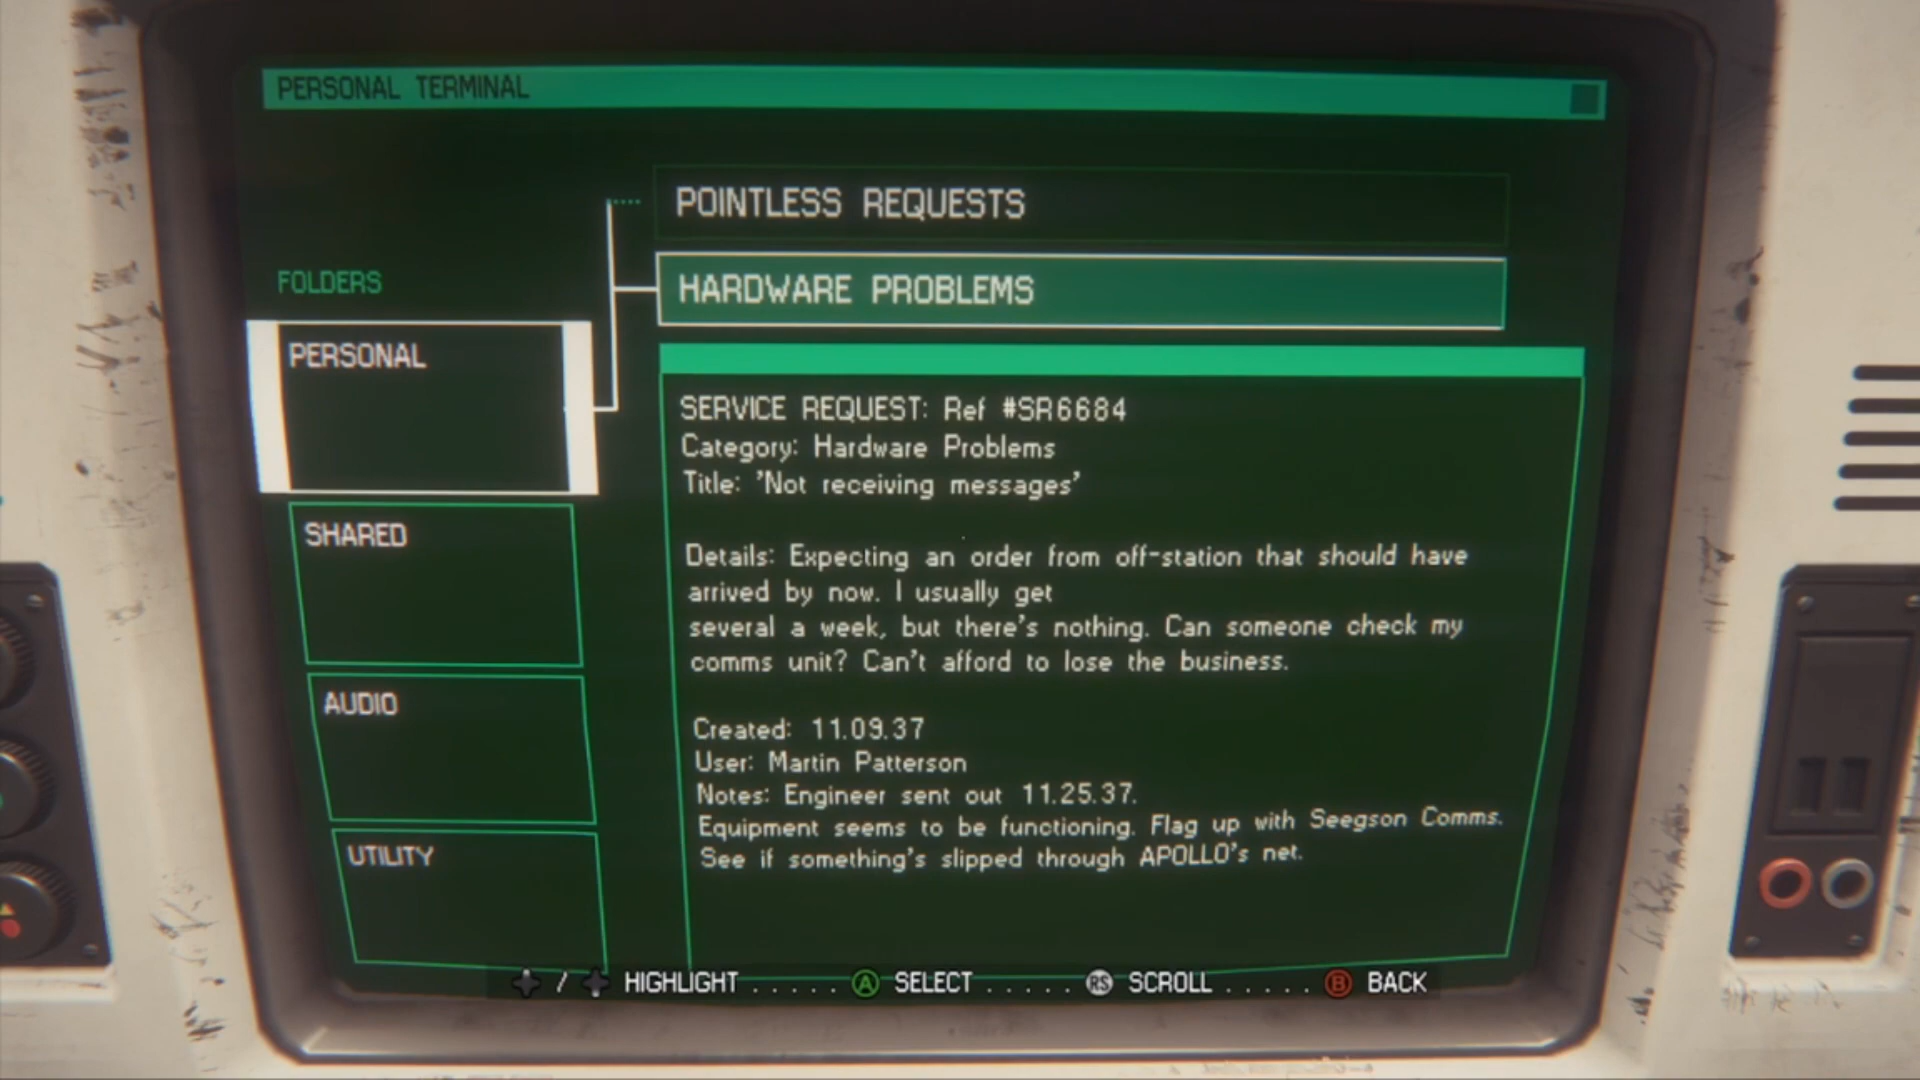 PERSONAL TERMINAL
POINTLESS REQUESTS
FOLDERS
HARDWARE PROBLEMS
PERSONAL
SHARED
AUDIO
UTILITY
SERVICE REQUEST: Ref #SR6684
Category: Hardware Problems
Title: 'Not receiving messages'
Details: Expecting an order from off-station that should have
arrived by now. I usually get
several a week, but there's nothing. Can someone check my
comms unit? Can't afford to lose the business.
Created: 11.09.37
User: Martin Patterson
Notes: Engineer sent out 11.25.37.
Equipment seems to be functioning. Flag up with Seegson Comms.
See if something's slipped through APOLLO's net.
/ HIGHLIGHT ..... A SELECT ..... RS SCROLL ..... B BACK